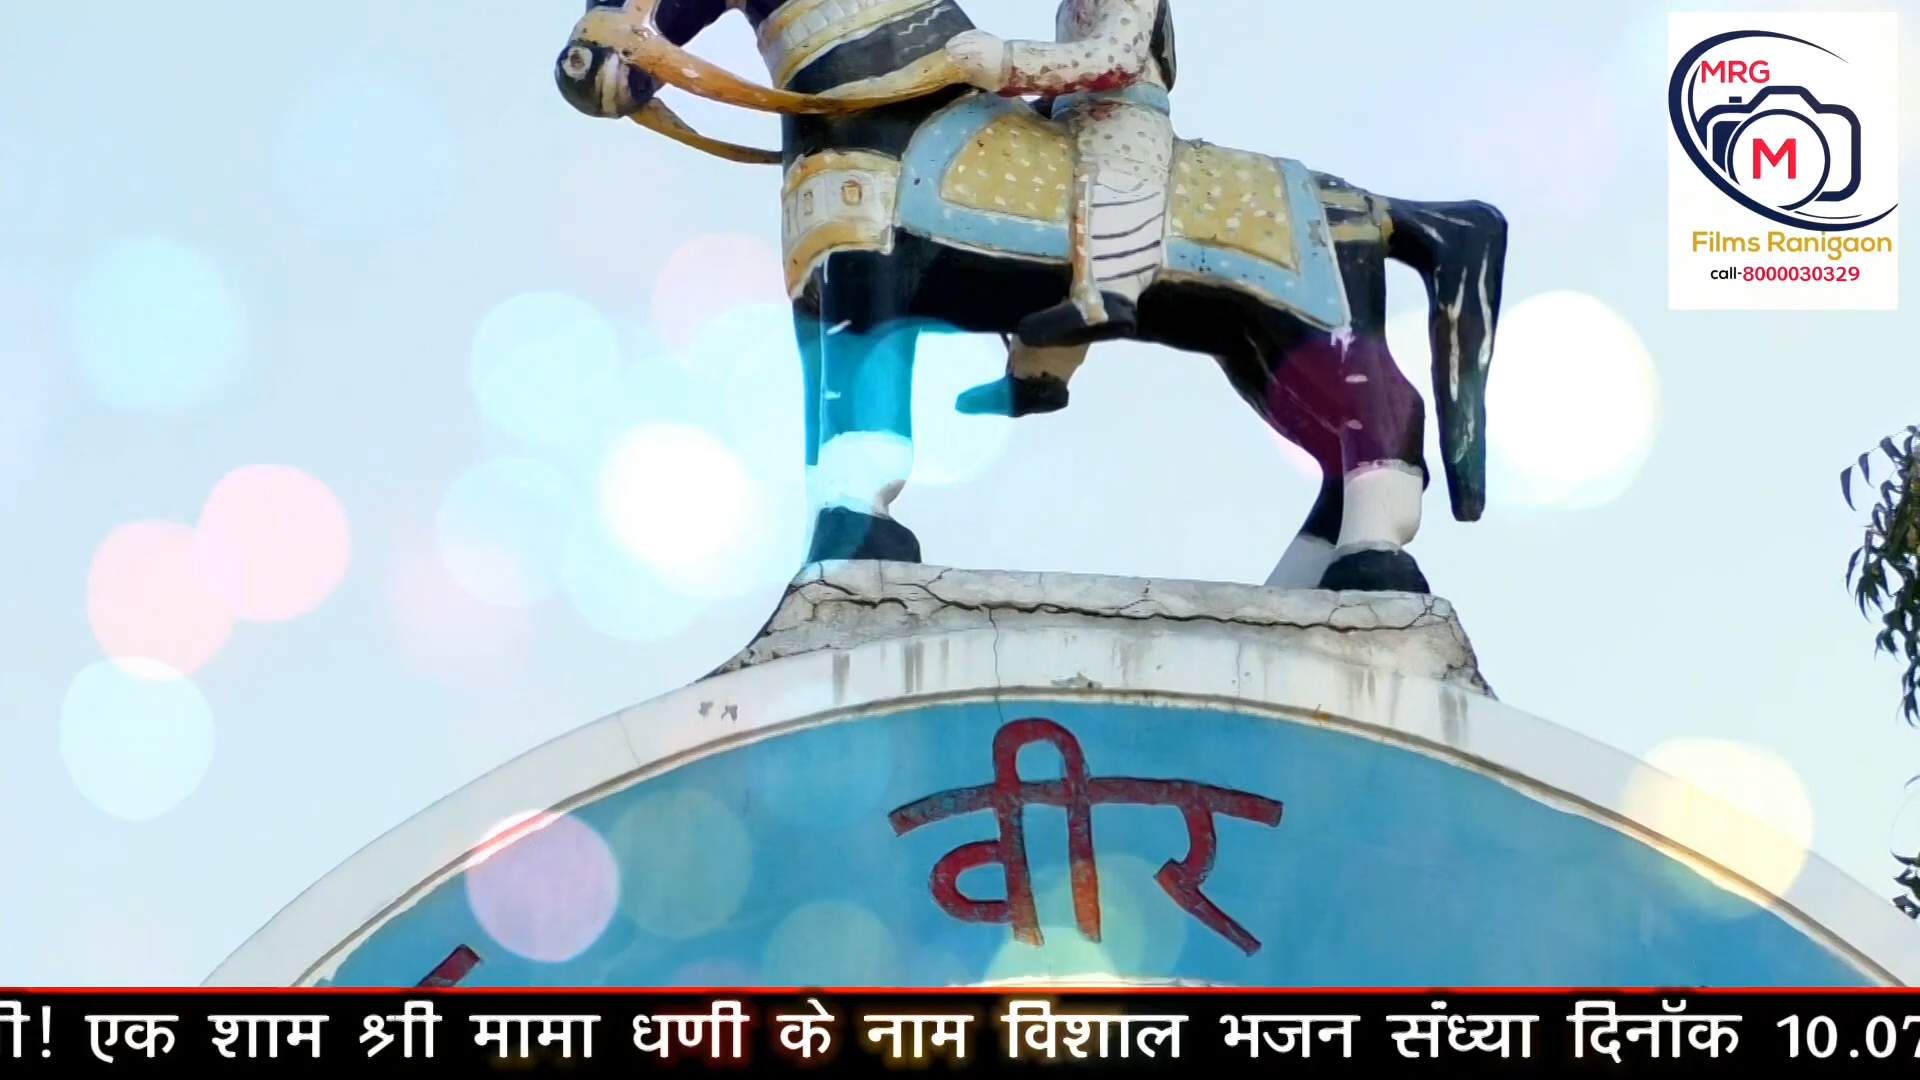 MRG
M
Films Ranigaon
call-8000030329
वीर
एक शाम श्री मामा धणी के नाम विशाल भजन संध्या दिनॉक 10.07